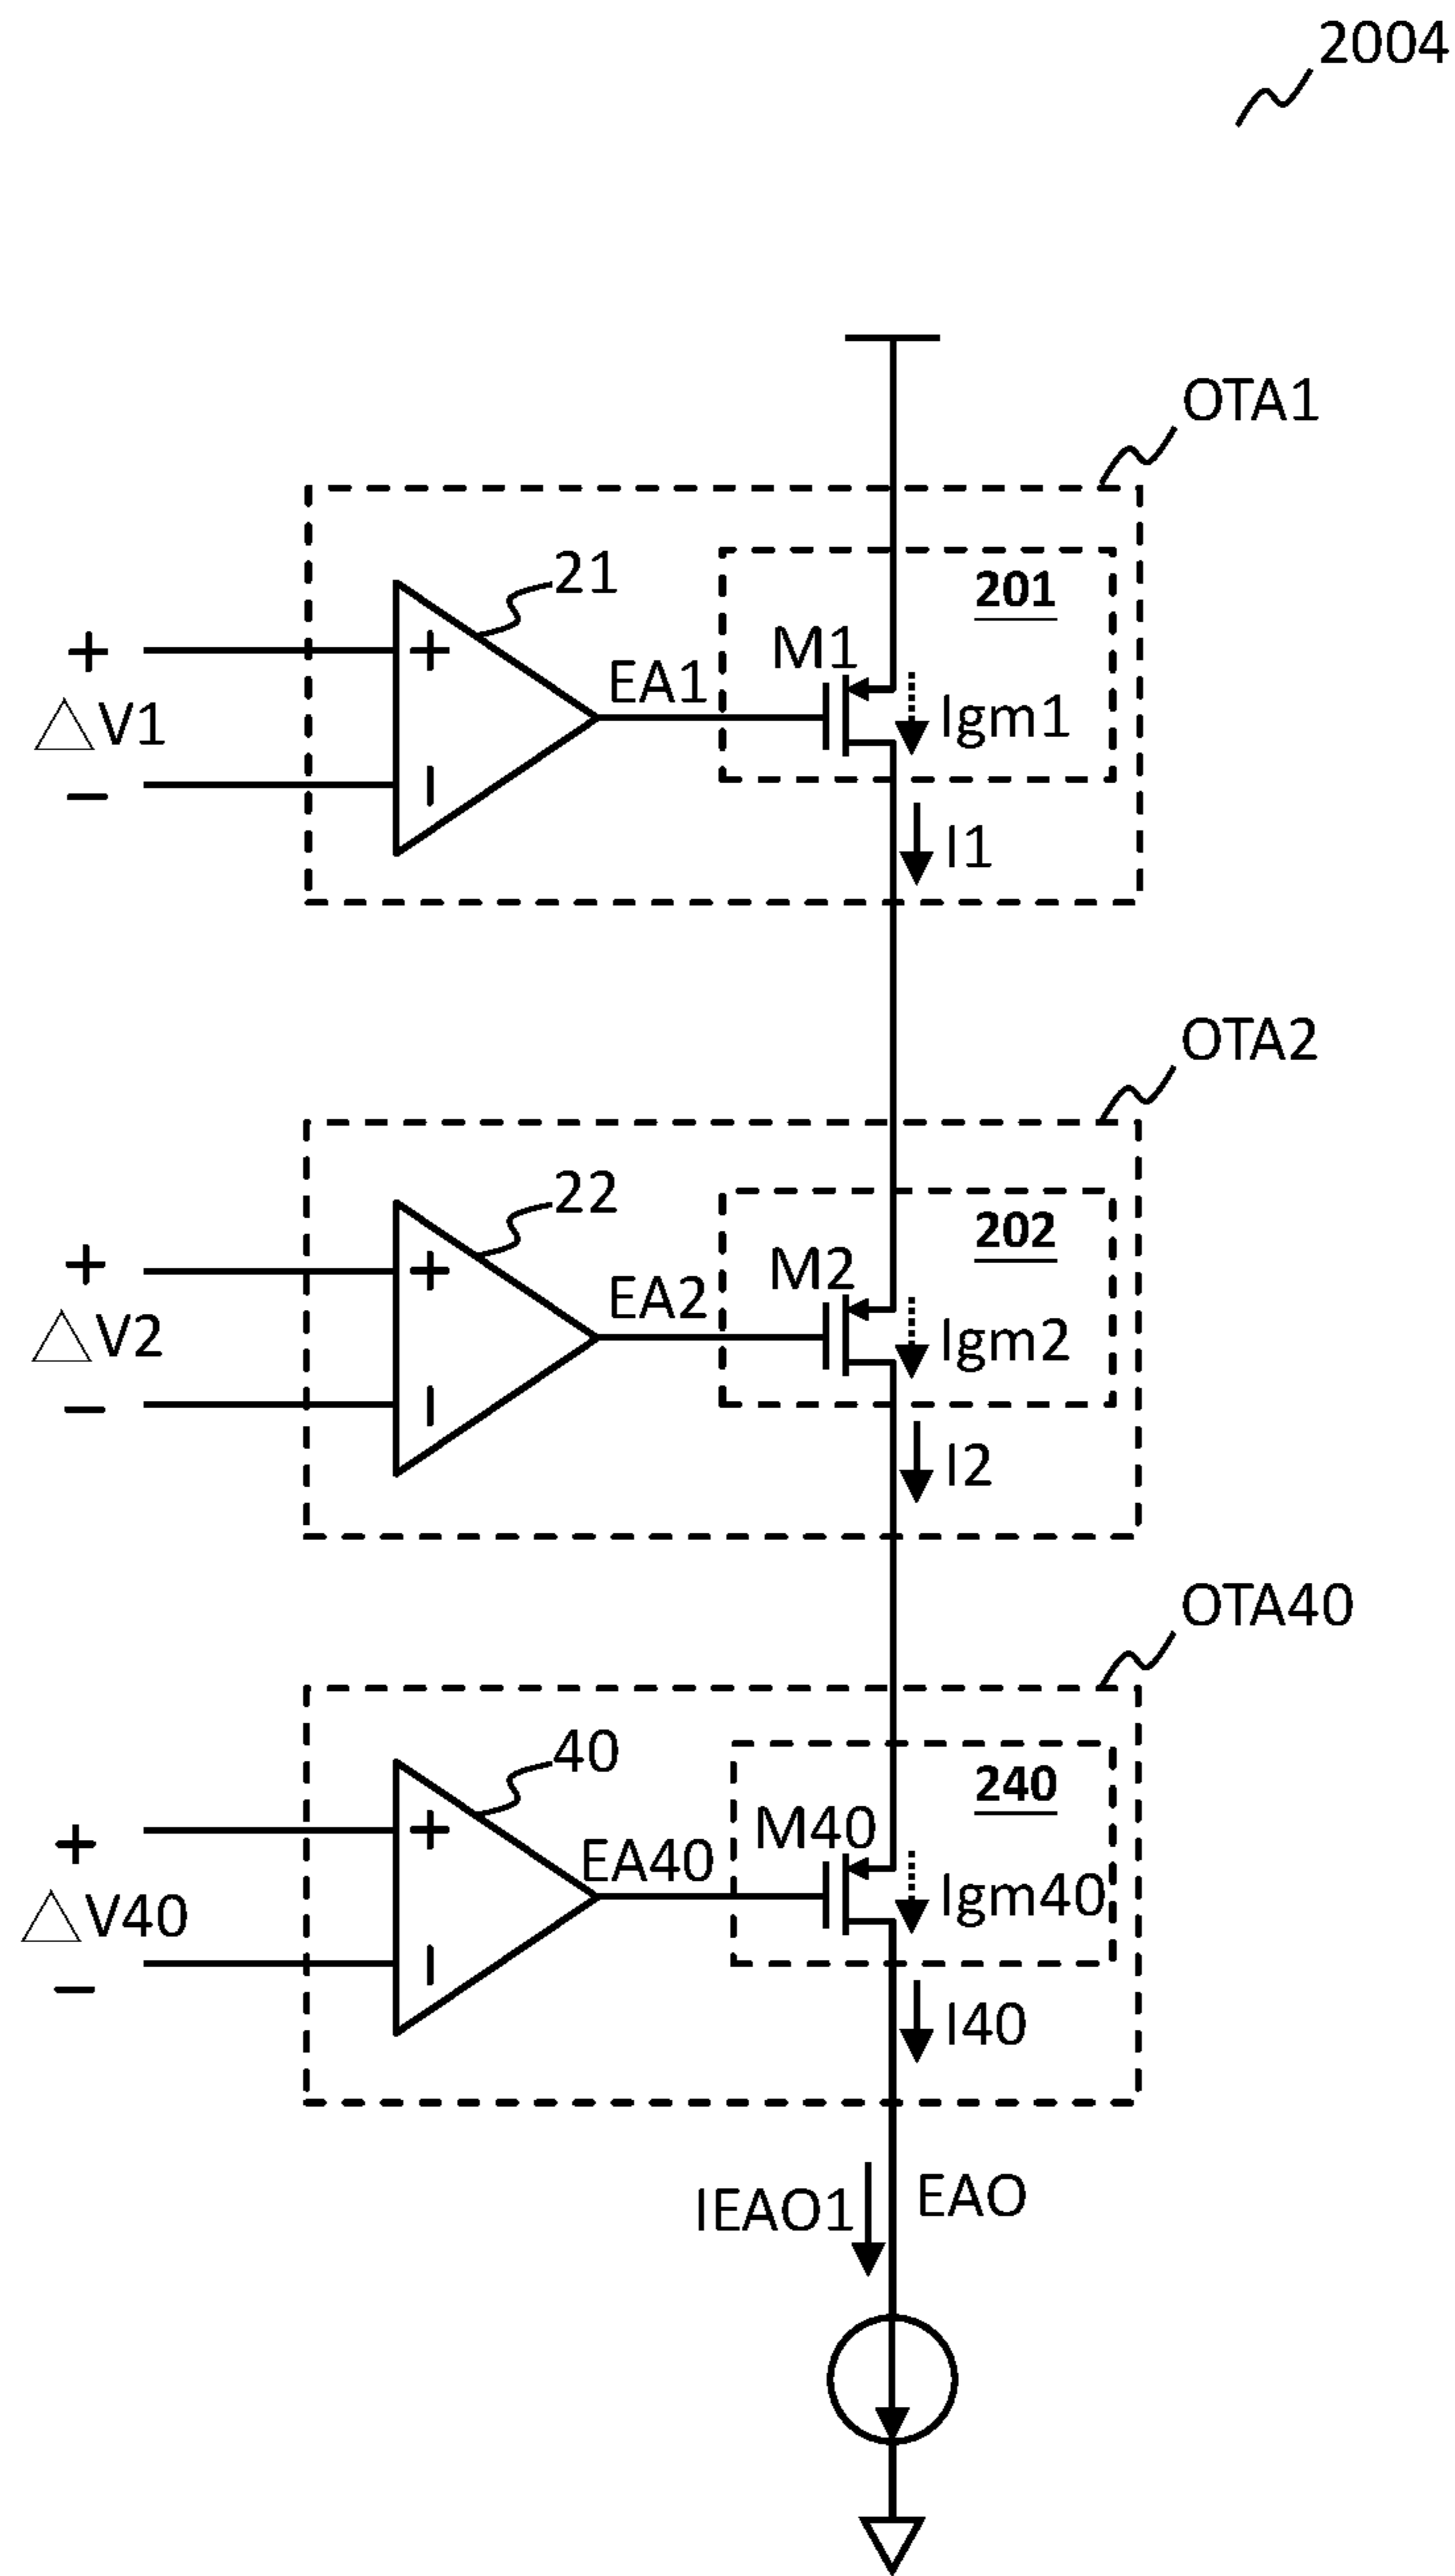 2004
OTA1
21
201
+
+
M1
EA1
△V1
Igm1
−
−
I1
OTA2
22
202
+
+
M2
EA2
△V2
Igm2
−
−
I2
OTA40
40
240
+
+
M40
EA40
△V40
Igm40
−
−
I40
IEAO1
EAO